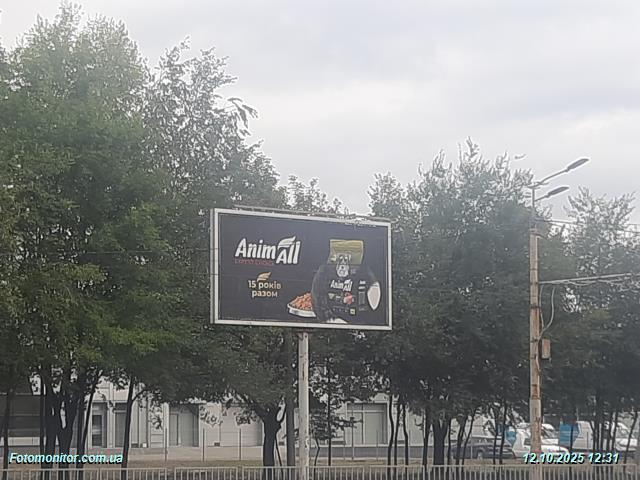 AnimAll
15 років
разом
AnimAll
Fotomonitor.com.ua
12.10.2025 12:31